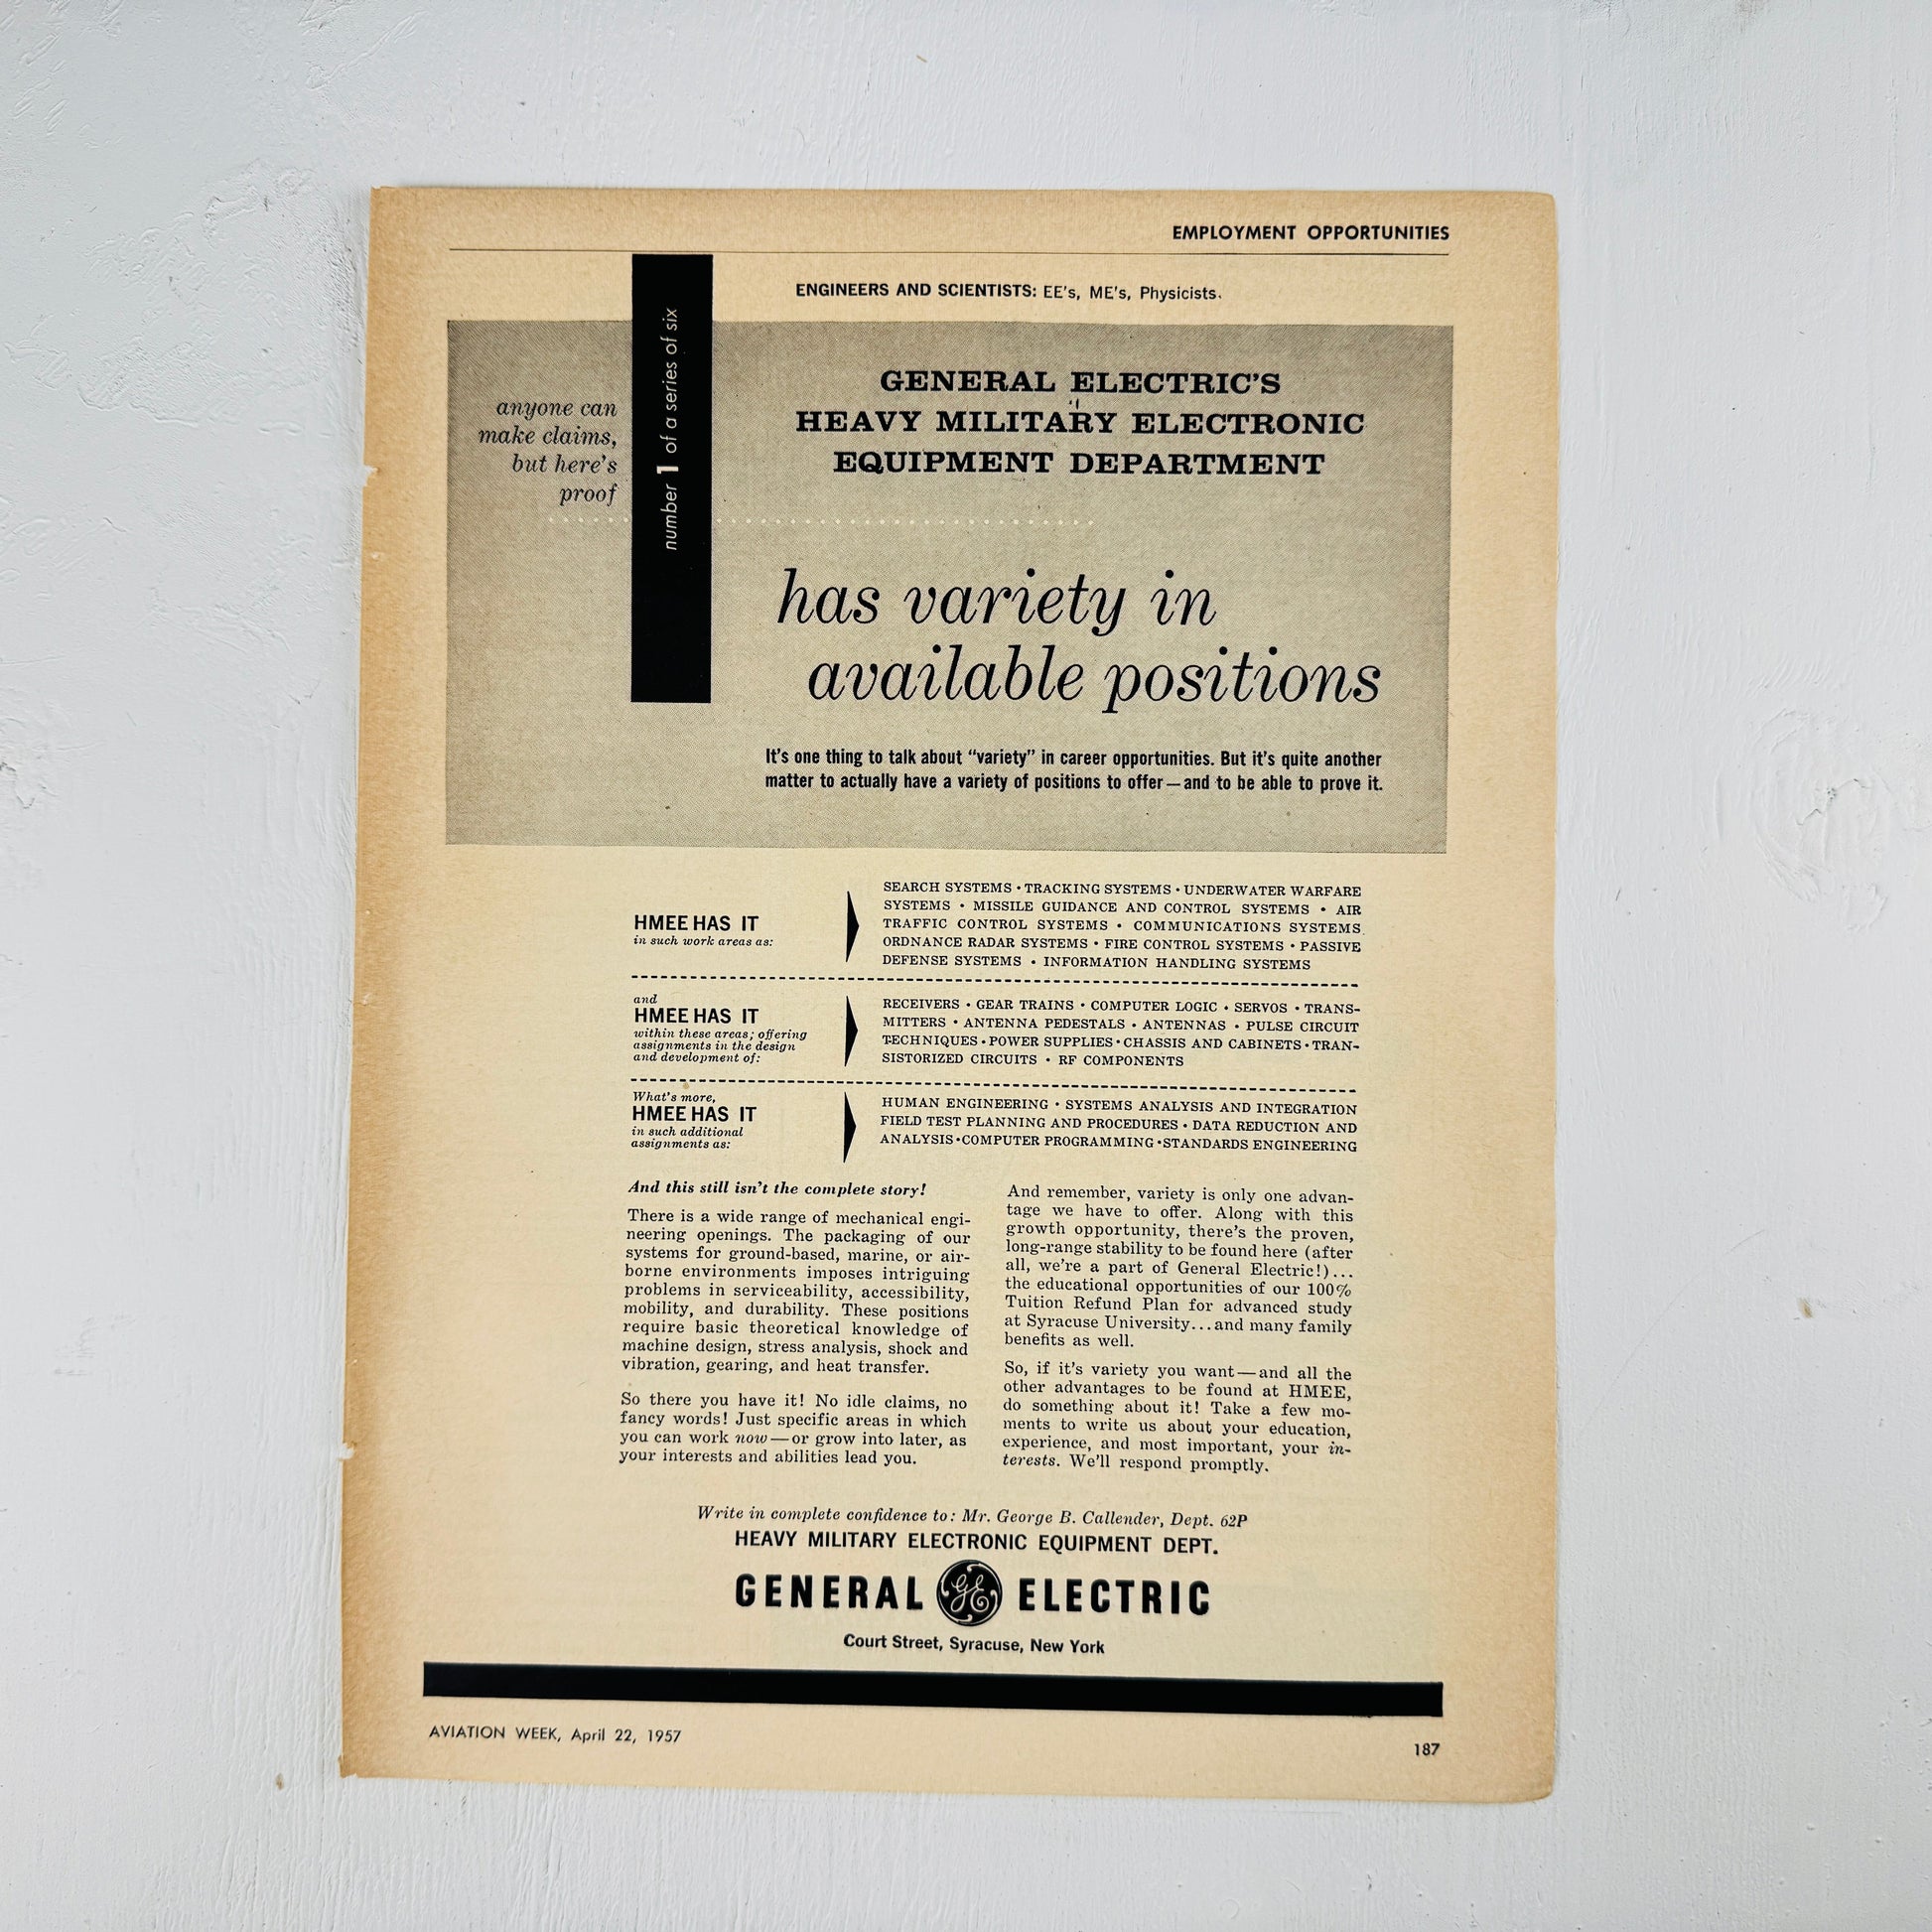 EMPLOYMENT OPPORTUNITIES
ENGINEERS AND SCIENTISTS: EE's, ME's, Physicists.
anyone can
make claims,
but here's
proof
number 1 of a series of six
GENERAL ELECTRIC'S
HEAVY MILITARY ELECTRONIC
EQUIPMENT DEPARTMENT
has variety in
available positions
It's one thing to talk about "variety" in career opportunities. But it's quite another
matter to actually have a variety of positions to offer—and to be able to prove it.
HMEE HAS IT
in such work areas as:
SEARCH SYSTEMS • TRACKING SYSTEMS • UNDERWATER WARFARE
SYSTEMS • MISSILE GUIDANCE AND CONTROL SYSTEMS • AIR
TRAFFIC CONTROL SYSTEMS • COMMUNICATIONS SYSTEMS
ORDNANCE RADAR SYSTEMS • FIRE CONTROL SYSTEMS • PASSIVE
DEFENSE SYSTEMS • INFORMATION HANDLING SYSTEMS
and
HMEE HAS IT
within these areas; offering
assignments in the design
and development of:
RECEIVERS • GEAR TRAINS • COMPUTER LOGIC • SERVOS • TRANS-
MITTERS • ANTENNA PEDESTALS • ANTENNAS • PULSE CIRCUIT
TECHNIQUES • POWER SUPPLIES • CHASSIS AND CABINETS • TRAN-
SISTORIZED CIRCUITS • RF COMPONENTS
What's more,
HMEE HAS IT
in such additional
assignments as:
HUMAN ENGINEERING • SYSTEMS ANALYSIS AND INTEGRATION
FIELD TEST PLANNING AND PROCEDURES • DATA REDUCTION AND
ANALYSIS • COMPUTER PROGRAMMING • STANDARDS ENGINEERING
And this still isn't the complete story!
There is a wide range of mechanical engi-
neering openings. The packaging of our
systems for ground-based, marine, or air-
borne environments imposes intriguing
problems in serviceability, accessibility,
mobility, and durability. These positions
require basic theoretical knowledge of
machine design, stress analysis, shock and
vibration, gearing, and heat transfer.
So there you have it! No idle claims, no
fancy words! Just specific areas in which
you can work now—or grow into later, as
your interests and abilities lead you.
And remember, variety is only one advan-
tage we have to offer. Along with this
growth opportunity, there's the proven,
long-range stability to be found here (after
all, we're a part of General Electric!)...
the educational opportunities of our 100%
Tuition Refund Plan for advanced study
at Syracuse University...and many family
benefits as well.
So, if it's variety you want—and all the
other advantages to be found at HMEE,
do something about it! Take a few mo-
ments to write us about your education,
experience, and most important, your in-
terests. We'll respond promptly.
Write in complete confidence to: Mr. George B. Callender, Dept. 62P
HEAVY MILITARY ELECTRONIC EQUIPMENT DEPT.
GENERAL GE ELECTRIC
Court Street, Syracuse, New York
AVIATION WEEK, April 22, 1957
187